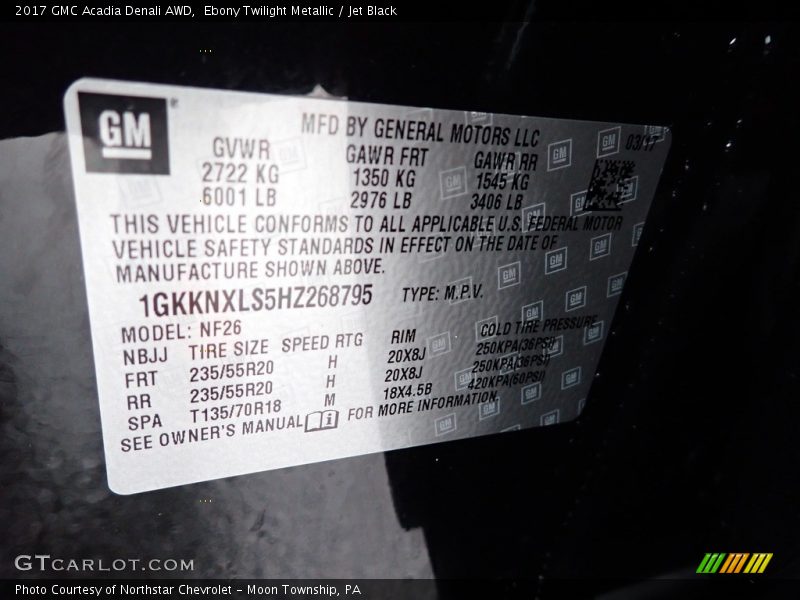 2017 GMC Acadia Denali AWD, Ebony Twilight Metallic / Jet Black
GM
MFD BY GENERAL MOTORS LLC 03/17
GVWR GAWR FRT GAWR RR
2722 KG 1350 KG 1545 KG
6001 LB 2976 LB 3406 LB
THIS VEHICLE CONFORMS TO ALL APPLICABLE U.S. FEDERAL MOTOR
VEHICLE SAFETY STANDARDS IN EFFECT ON THE DATE OF
MANUFACTURE SHOWN ABOVE.
1GKKNXLS5HZ268795 TYPE: M.P.V.
MODEL: NF26
NBJJ TIRE SIZE SPEED RTG RIM COLD TIRE PRESSURE
FRT 235/55R20 H 20X8J 250KPA(36PSI)
RR 235/55R20 H 20X8J 250KPA(36PSI)
SPA T135/70R18 M 18X4.5B 420KPA(60PSI)
SEE OWNER'S MANUAL FOR MORE INFORMATION.
GTCARLOT.COM
Photo Courtesy of Northstar Chevrolet – Moon Township, PA